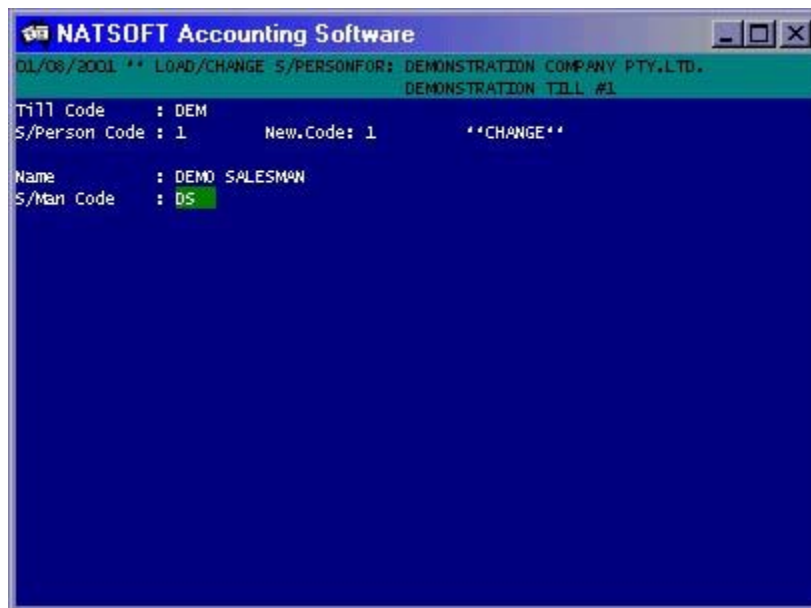 NATSOFT Accounting Software
01/08/2001 ** LOAD/CHANGE S/PERSONFOR: DEMONSTRATION COMPANY PTY.LTD.
DEMONSTRATION TILL #1
Till Code : DEM
S/Person Code : 1 New.Code: 1 **CHANGE**
Name : DEMO SALESMAN
S/Man Code : DS